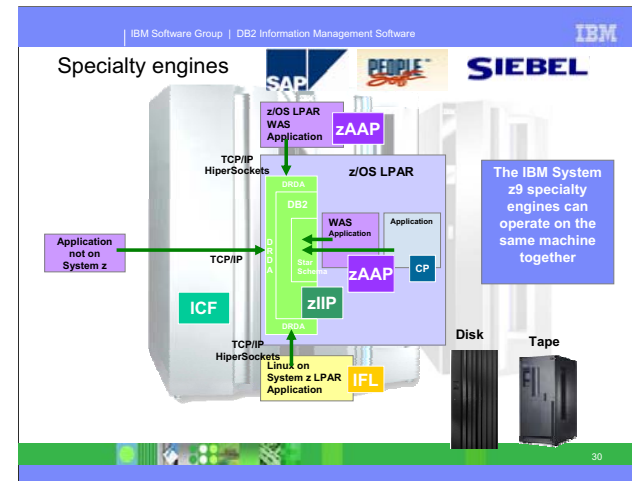 IBM Software Group | DB2 Information Management Software
IBM
Specialty engines
SAP
PEOPLE
Soft
SIEBEL
z/OS LPAR
WAS
Application
zAAP
TCP/IP
HiperSockets
z/OS LPAR
DRDA
DB2
WAS
Application
Application
The IBM System
z9 specialty
engines can
operate on the
same machine
together
Application
not on
System z
TCP/IP
D
R
D
A
Star
Schema
zAAP
CP
ICF
zIIP
DRDA
TCP/IP
HiperSockets
Linux on
System z LPAR
Application
IFL
Disk
Tape
30